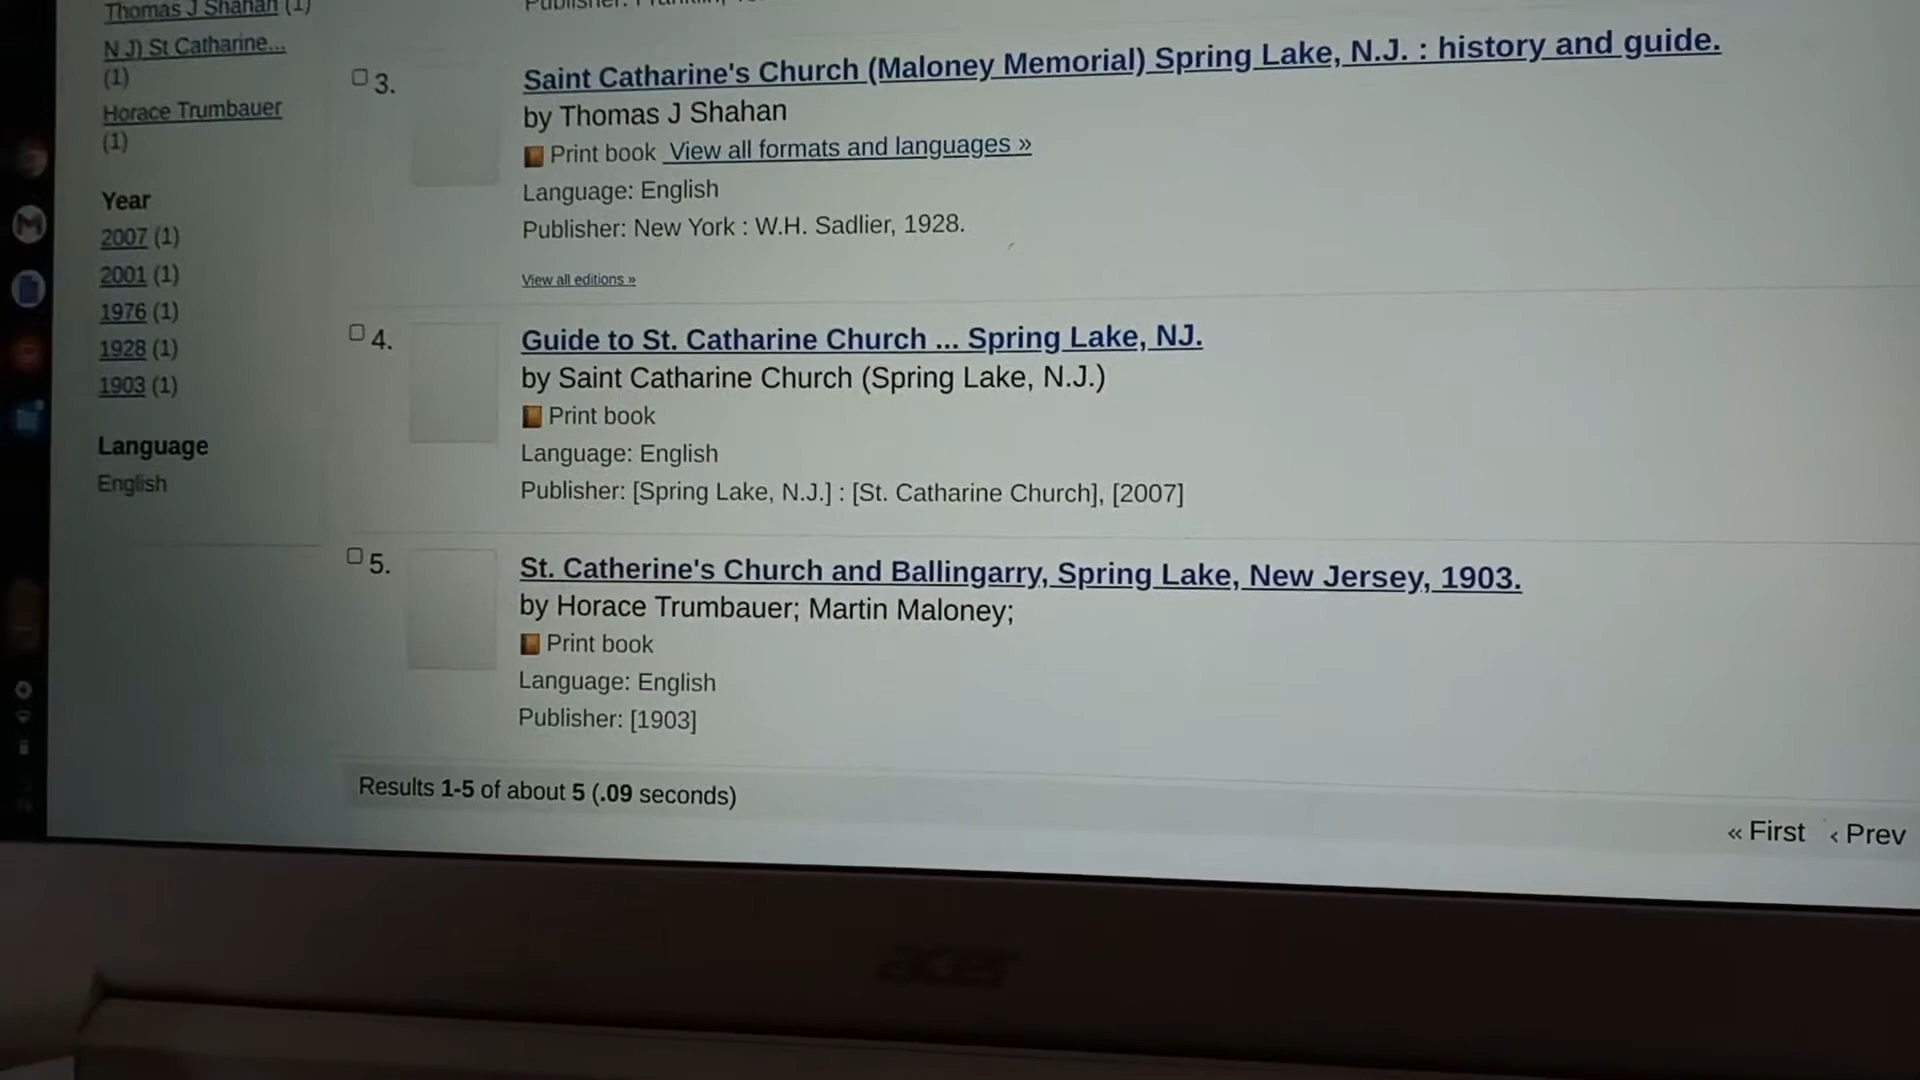 Thomas J Shahan (1)
N J) St Catharine...
(1)
Horace Trumbauer
(1)
Year
2007 (1)
2001 (1)
1976 (1)
1928 (1)
1903 (1)
Language
English
3.
Saint Catharine's Church (Maloney Memorial) Spring Lake, N.J. : history and guide.
by Thomas J Shahan
Print book View all formats and languages »
Language: English
Publisher: New York : W.H. Sadlier, 1928.
View all editions »
4.
Guide to St. Catharine Church ... Spring Lake, NJ.
by Saint Catharine Church (Spring Lake, N.J.)
Print book
Language: English
Publisher: [Spring Lake, N.J.] : [St. Catharine Church], [2007]
5.
St. Catherine's Church and Ballingarry, Spring Lake, New Jersey, 1903.
by Horace Trumbauer; Martin Maloney;
Print book
Language: English
Publisher: [1903]
Results 1-5 of about 5 (.09 seconds)
« First ‹ Prev
acer